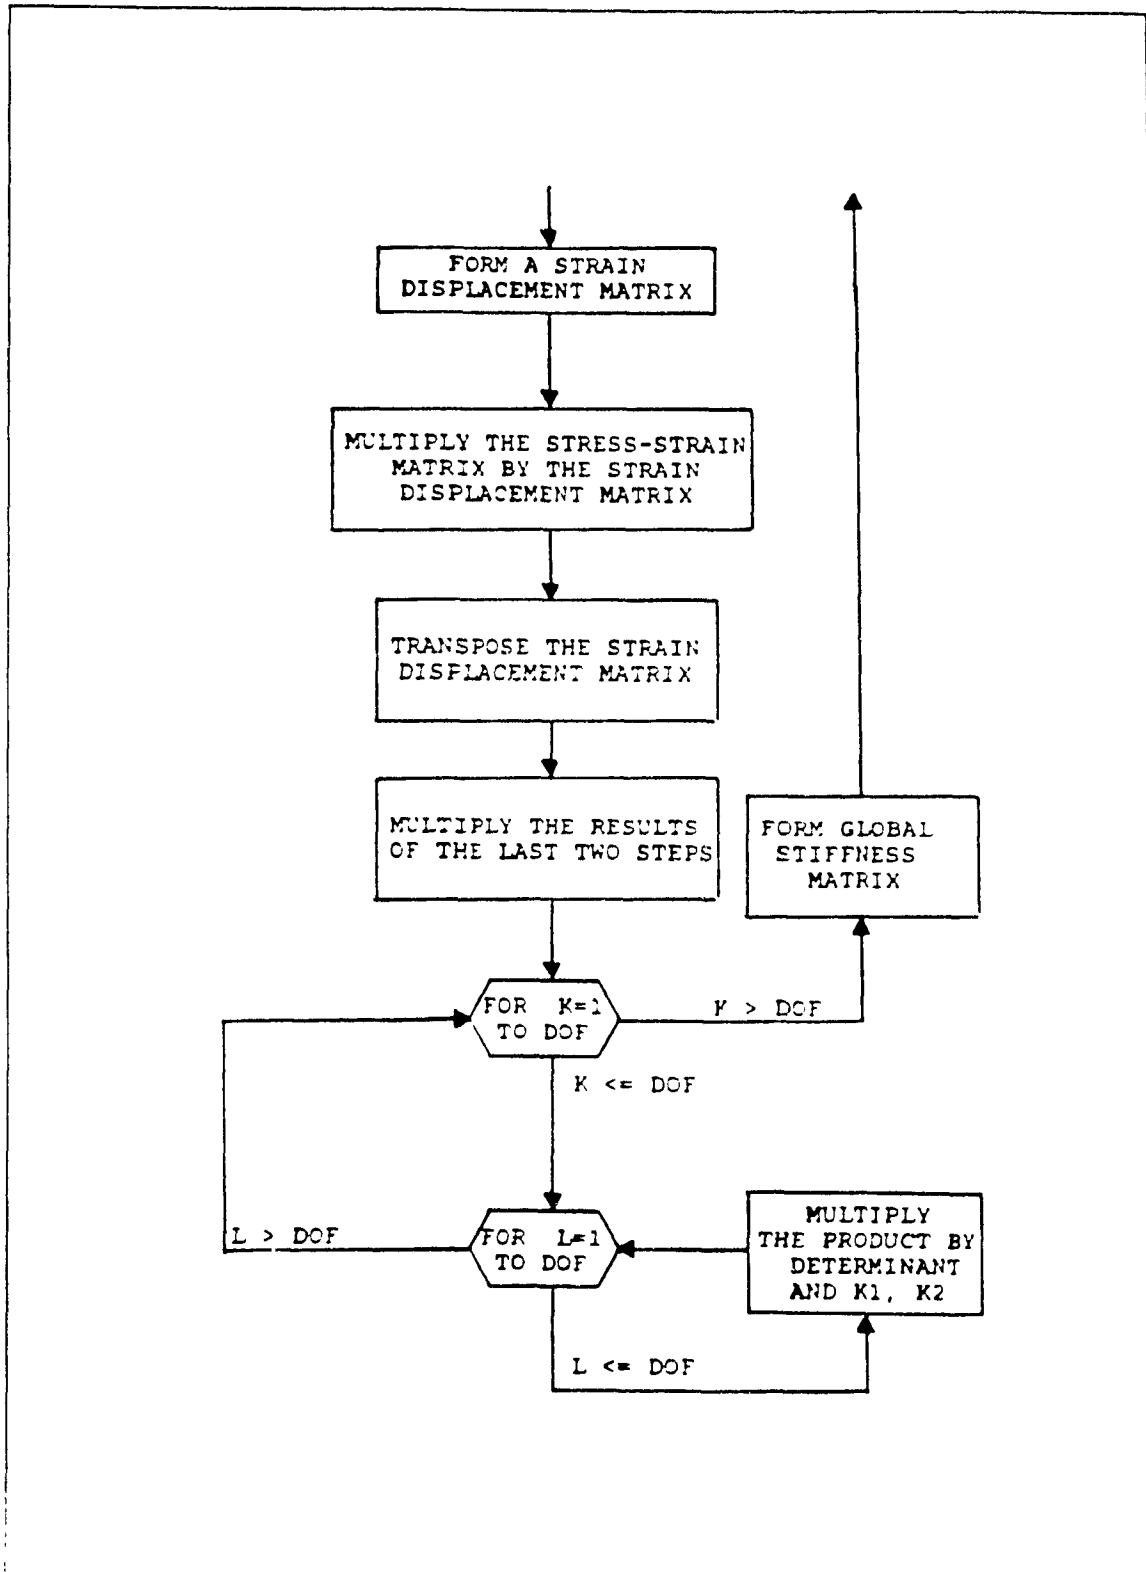 FORM A STRAIN
DISPLACEMENT MATRIX
MULTIPLY THE STRESS-STRAIN
MATRIX BY THE STRAIN
DISPLACEMENT MATRIX
TRANSPOSE THE STRAIN
DISPLACEMENT MATRIX
MULTIPLY THE RESULTS
OF THE LAST TWO STEPS
FORM GLOBAL
STIFFNESS
MATRIX
FOR K=1
TO DOF
K > DOF
K <= DOF
L > DOF
FOR L=1
TO DOF
MULTIPLY
THE PRODUCT BY
DETERMINANT
AND K1, K2
L <= DOF